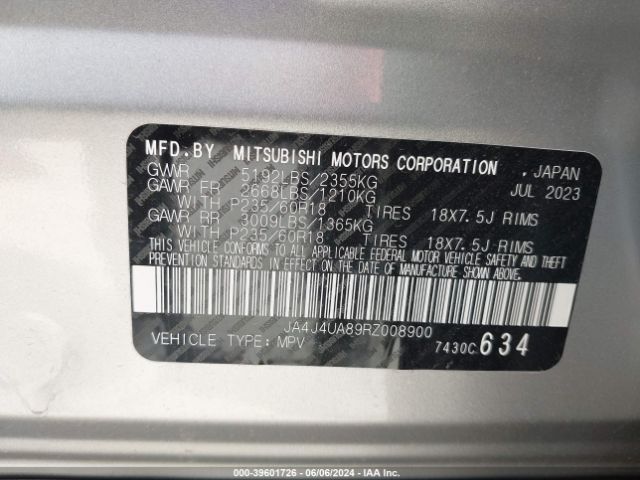 MFD.BY MITSUBISHI MOTORS CORPORATION , JAPAN
GVWR 5192LBS/2355KG JUL 2023
GAWR FR 2668LBS/1210KG
WITH P235/60R18 TIRES 18X7.5J RIMS
GAWR RR 3009LBS/1365KG
WITH P235/60R18 TIRES 18X7.5J RIMS
THIS VEHICLE CONFORMS TO ALL APPLICABLE FEDERAL MOTOR VEHICLE SAFETY AND THEFT
PREVENTION STANDARDS IN EFFECT ON THE DATE OF MANUFACTURE SHOWN ABOVE.
JA4J4UA89RZ008900
VEHICLE TYPE: MPV 7430C634
000-39601726 - 06/06/2024 - IAA Inc.